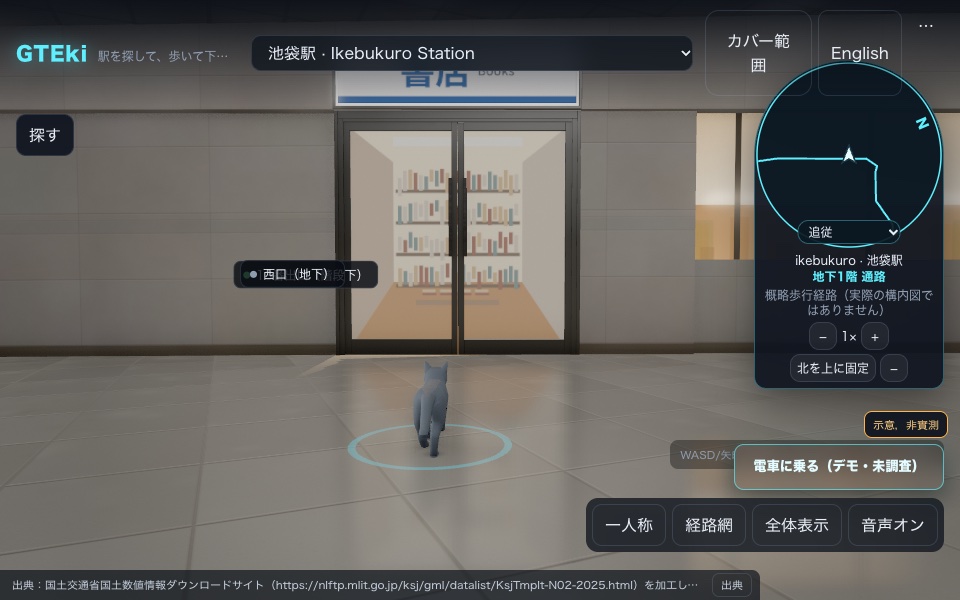 GTEki
駅を探して、歩いて下…
池袋駅 · Ikebukuro Station
カバー範囲
English
…
書店 Books
探す
N
追従
西口（地下）
段下）
ikebukuro · 池袋駅
地下1階 通路
概略歩行経路（実際の構内図ではありません）
− 1× +
北を上に固定 −
示意，非實測
WASD/矢
電車に乗る（デモ・未調査）
一人称 経路網 全体表示 音声オン
出典：国土交通省国土数値情報ダウンロードサイト（https://nlftp.mlit.go.jp/ksj/gml/datalist/KsjTmplt-N02-2025.html）を加工し… 出典